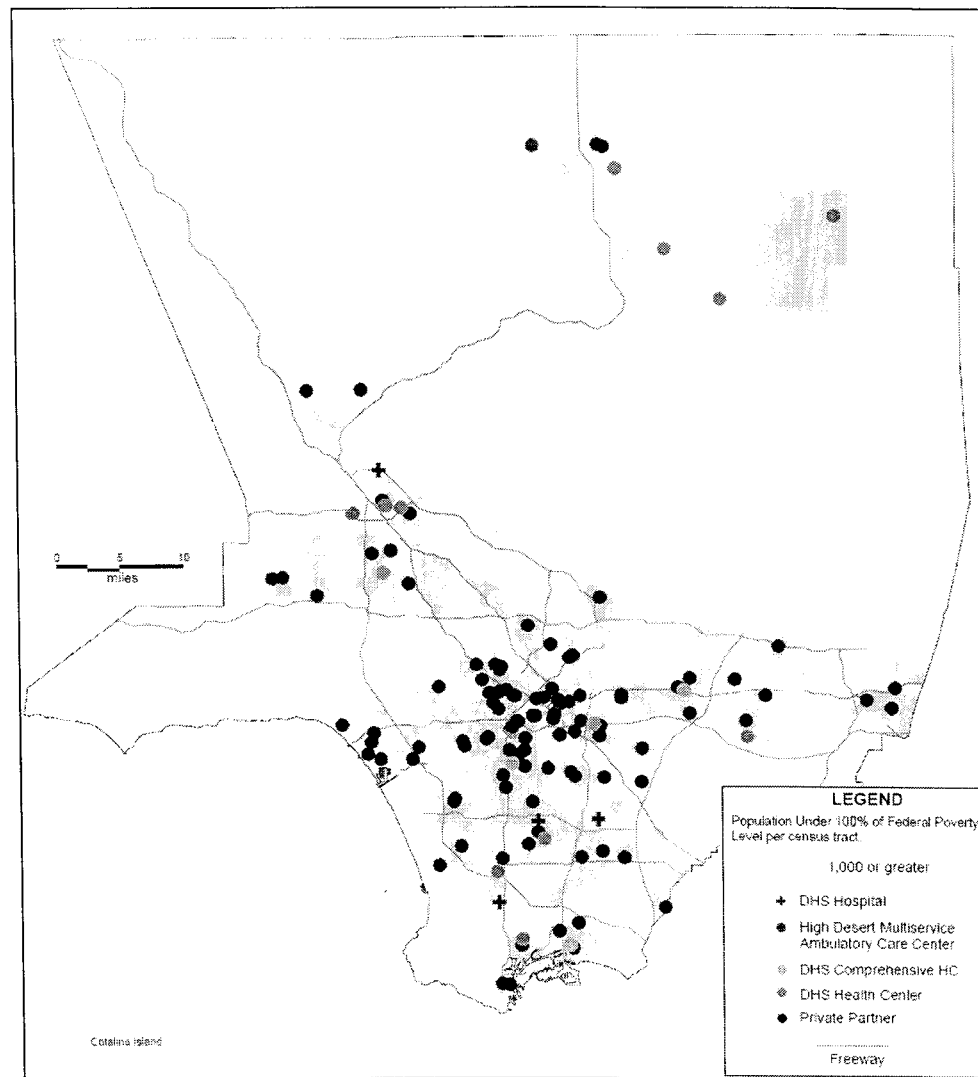 0 5 10
miles
LEGEND
Population Under 100% of Federal Poverty
Level per census tract.
1,000 or greater
DHS Hospital
High Desert Multiservice
Ambulatory Care Center
DHS Comprehensive HC
DHS Health Center
Private Partner
Freeway
Catalina Island